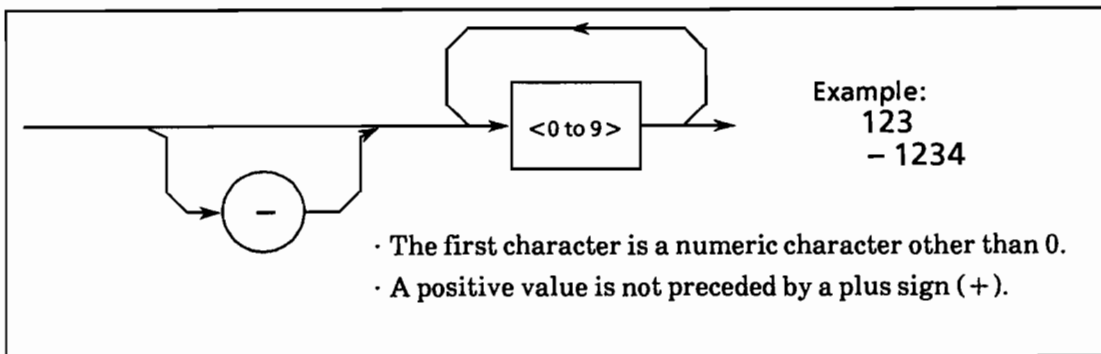 <0 to 9>
Example:
123
– 1234
–
· The first character is a numeric character other than 0.
· A positive value is not preceded by a plus sign (+).